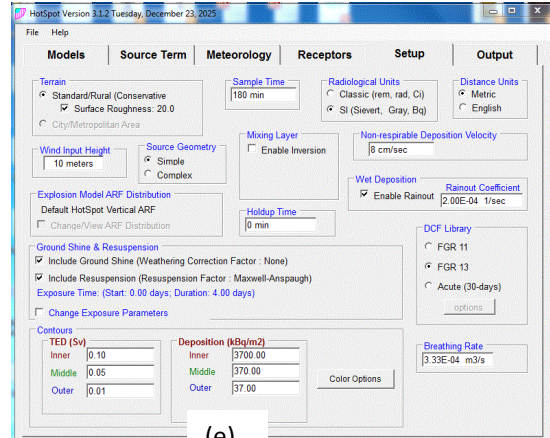 HotSpot Version 3.1.2 Tuesday, December 23, 2025
File Help
Models Source Term Meteorology Receptors Setup Output
Terrain
Standard/Rural (Conservative
Surface Roughness: 20.0
City/Metropolitan Area
Sample Time
180 min
Radiological Units
Classic (rem, rad, Ci)
SI (Sievert, Gray, Bq)
Distance Units
Metric
English
Wind Input Height
10 meters
Source Geometry
Simple
Complex
Mixing Layer
Enable Inversion
Non-respirable Deposition Velocity
8 cm/sec
Wet Deposition
Enable Rainout
Rainout Coefficient
2.00E-04 1/sec
Explosion Model ARF Distribution
Default HotSpot Vertical ARF
Change/View ARF Distribution
Holdup Time
0 min
DCF Library
FGR 11
FGR 13
Acute (30-days)
options
Ground Shine & Resuspension
Include Ground Shine (Weathering Correction Factor : None)
Include Resuspension (Resuspension Factor : Maxwell-Anspaugh)
Exposure Time: (Start: 0.00 days; Duration: 4.00 days)
Change Exposure Parameters
Contours
TED (Sv)
Inner 0.10
Middle 0.05
Outer 0.01
Deposition (kBq/m2)
Inner 3700.00
Middle 370.00
Outer 37.00
Color Options
Breathing Rate
3.33E-04 m3/s
(e)